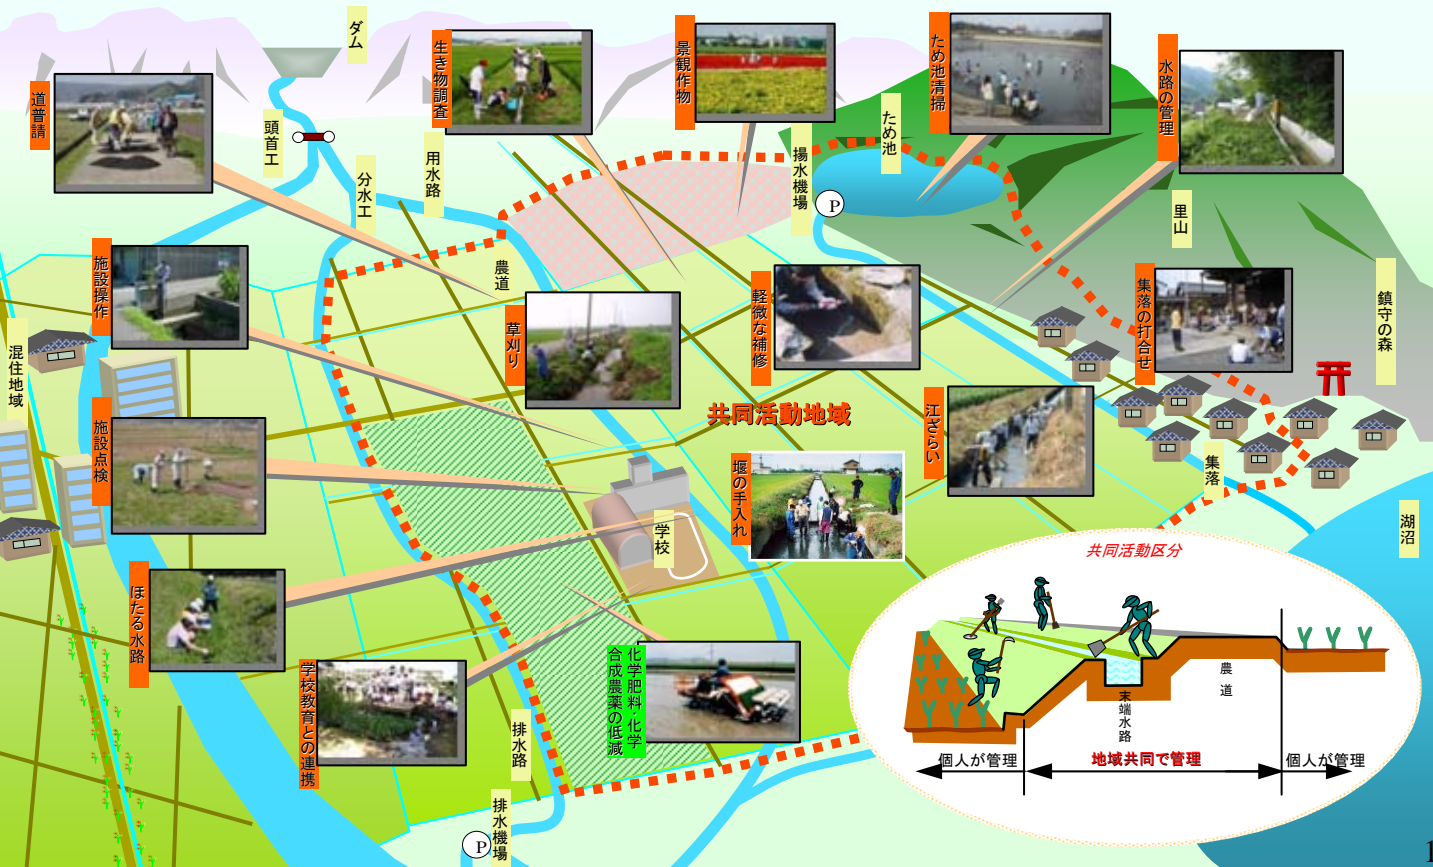 ダム
生き物調査
景観作物
ため池清掃
水路の管理
道普請
頭首工
分水工
用水路
揚水機場
ため池
P
里山
施設操作
農道
草刈り
軽微な補修
集落の打合せ
鎮守の森
混住地域
共同活動地域
江ざらい
施設点検
堰の手入れ
集落
学校
湖沼
ほたる水路
学校教育との連携
化学肥料・化学
合成農薬の低減
排水路
排水機場
P
共同活動区分
農道
末端水路
個人が管理
地域共同で管理
個人が管理
1